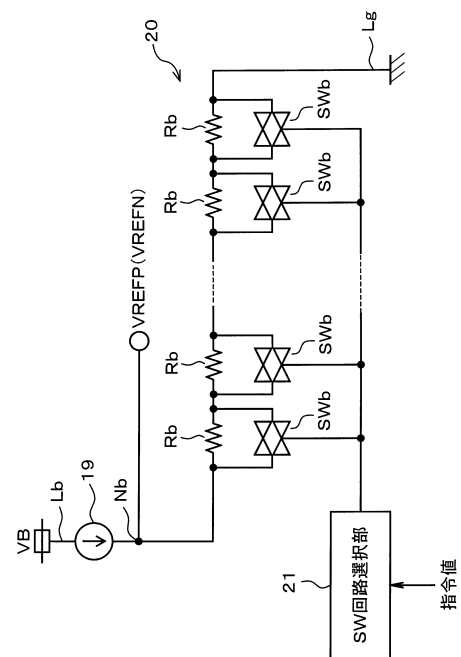 20
Lg
Rb
SWb
Rb
SWb
VREFP(VREFN)
Rb
SWb
Rb
SWb
VB
Lb
19
Nb
21
SW回路選択部
指令値